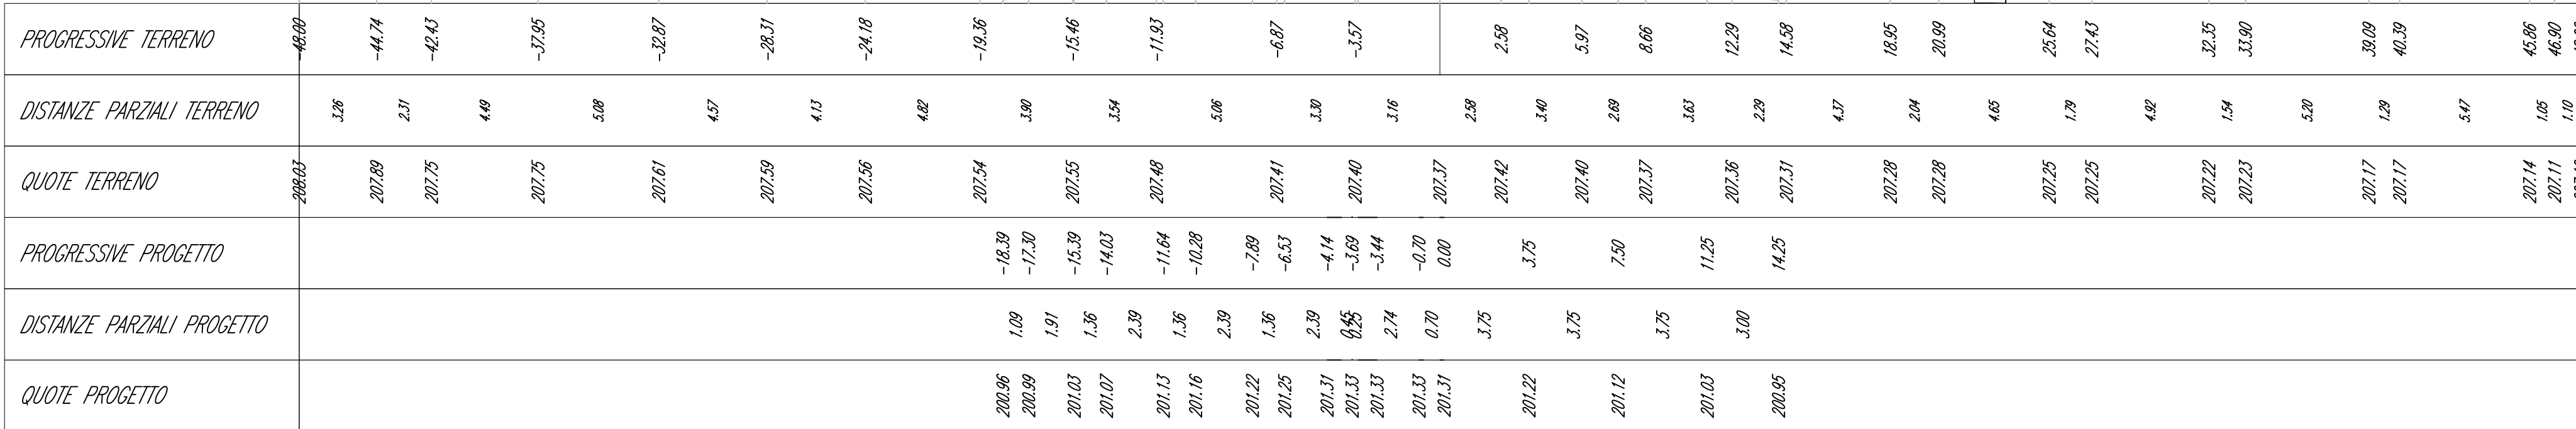 PROGRESSIVE TERRENO -48.00 -44.74 -42.43 -37.95 -32.87 -28.31 -24.18 -19.36 -15.46 -11.93 -6.87 -3.57 2.58 5.97 8.66 12.29 14.58 18.95 20.99 25.64 27.43 32.35 33.90 39.09 40.39 45.86 46.90
DISTANZE PARZIALI TERRENO 3.26 2.31 4.49 5.08 4.57 4.13 4.82 3.90 3.54 5.06 3.30 3.16 2.58 3.40 2.69 3.63 2.29 4.37 2.04 4.65 1.79 4.92 1.54 5.20 1.29 5.47 1.05 1.10
QUOTE TERRENO 208.03 207.89 207.75 207.75 207.61 207.59 207.56 207.54 207.55 207.48 207.41 207.40 207.37 207.42 207.40 207.37 207.36 207.31 207.28 207.28 207.25 207.25 207.22 207.23 207.17 207.17 207.14 207.11
PROGRESSIVE PROGETTO -18.39 -17.30 -15.39 -14.03 -11.64 -10.28 -7.89 -6.53 -4.14 -3.69 -3.44 -0.70 0.00 3.75 7.50 11.25 14.25
DISTANZE PARZIALI PROGETTO 1.09 1.91 1.36 2.39 1.36 2.39 1.36 2.39 0.45 0.25 2.74 0.70 3.75 3.75 3.75 3.00
QUOTE PROGETTO 200.96 200.99 201.03 201.07 201.13 201.16 201.22 201.25 201.31 201.33 201.33 201.33 201.31 201.22 201.12 201.03 200.95